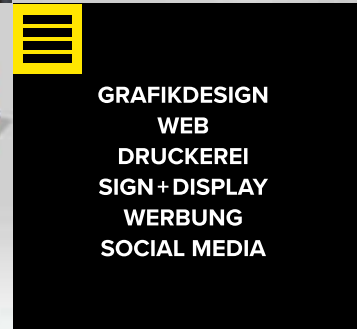 GRAFIKDESIGN
WEB
DRUCKEREI
SIGN+DISPLAY
WERBUNG
SOCIAL MEDIA